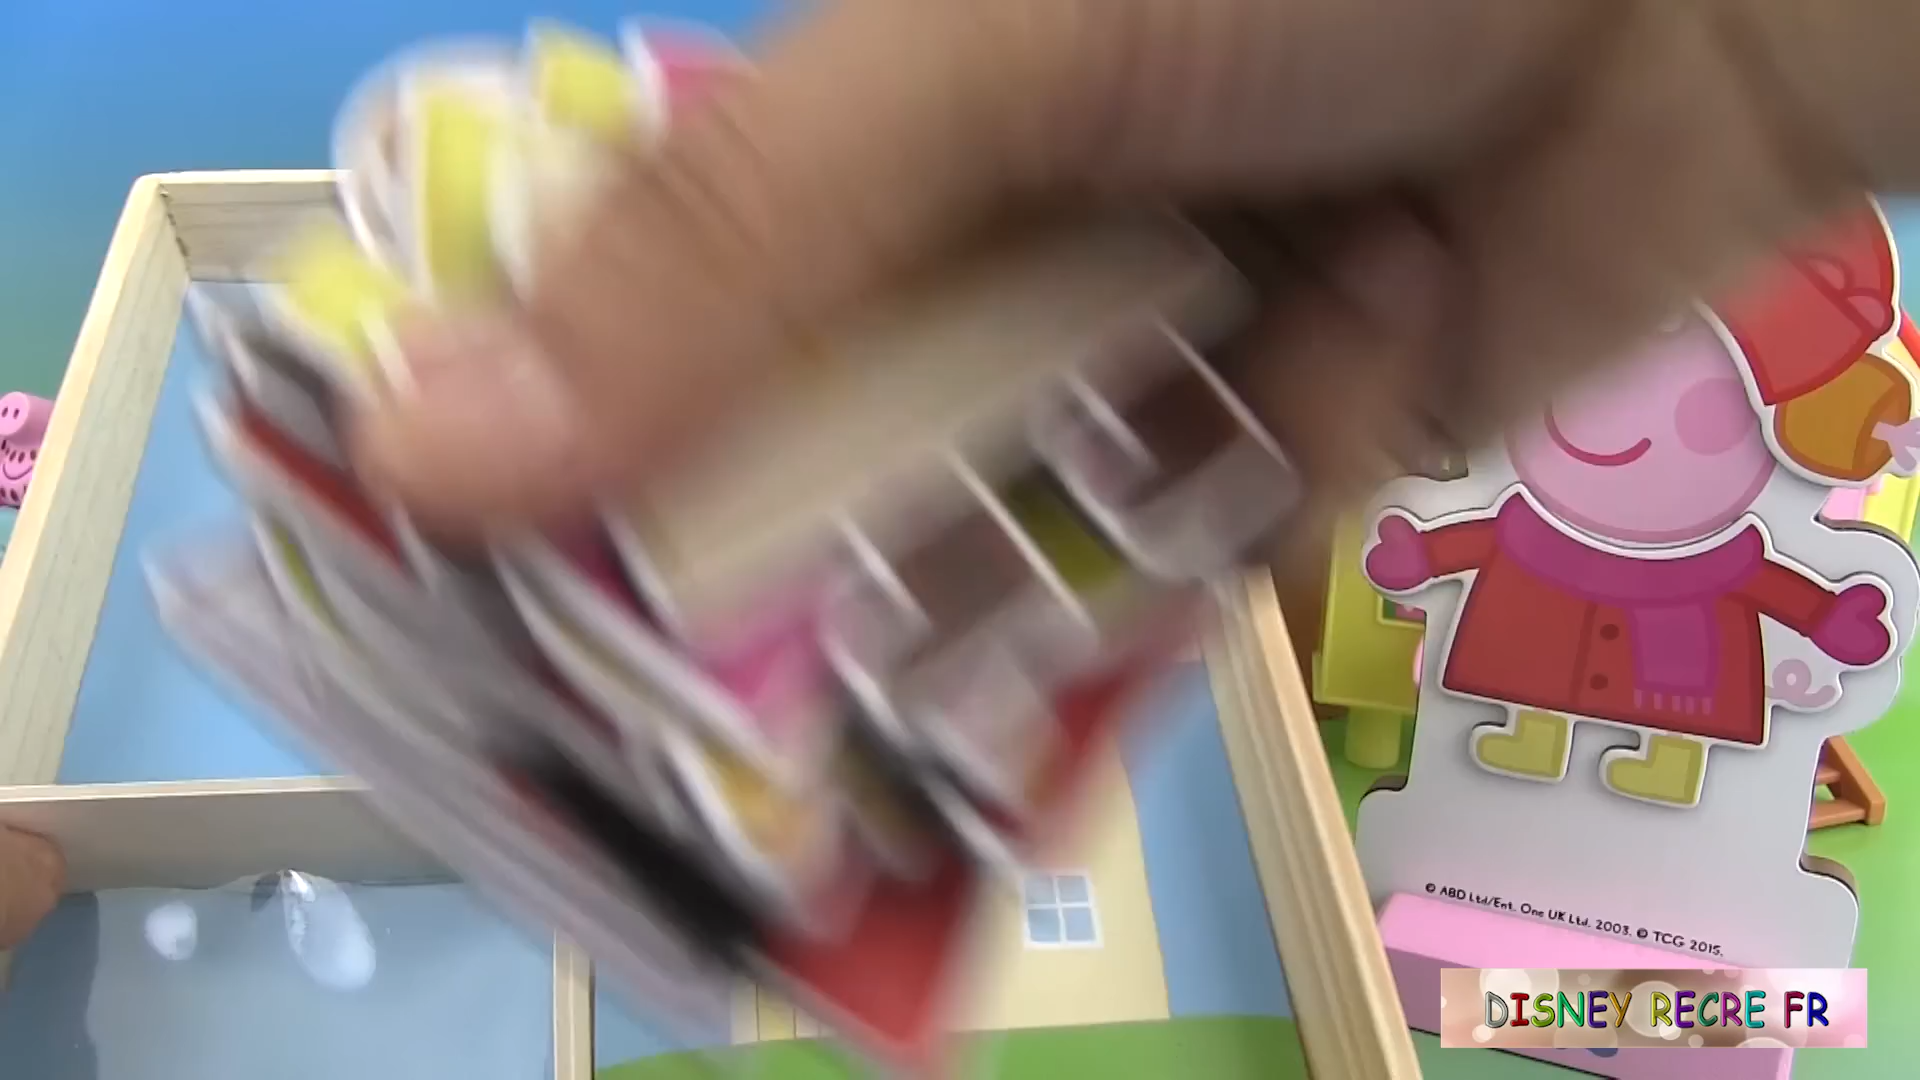 © ABD Ltd/Ent. One UK Ltd. 2003. © TCG 2015.
DISNEY RECRE FR